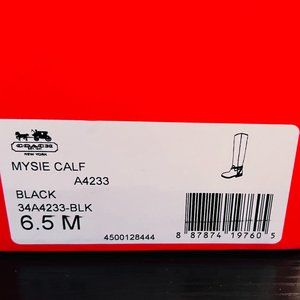 COACH
NEW YORK
MYSIE CALF
A4233
BLACK
34A4233-BLK
6.5 M
4500128444
8 87874 19760 5